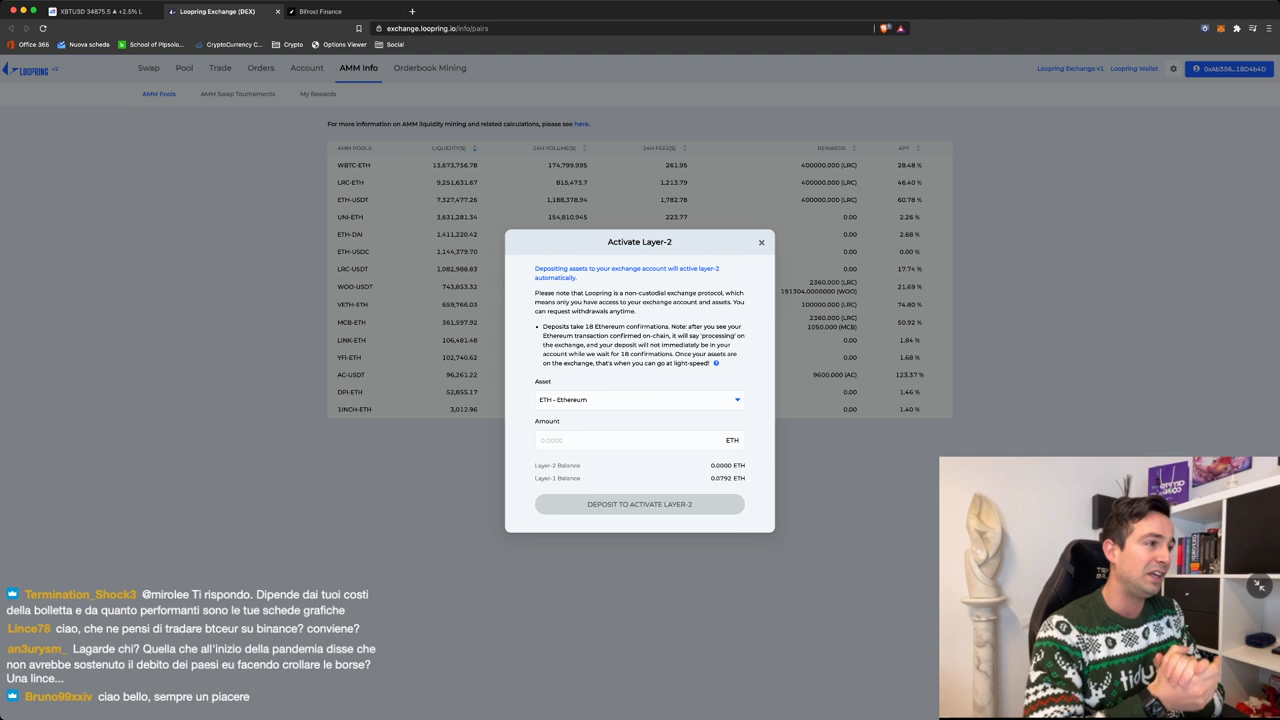 XBTUSD 34875.5 ▲ +2.5% L
Loopring Exchange (DEX)
Bifrost Finance
exchange.loopring.io/info/pairs
Office 365
Nuova scheda
School of Pipsolo...
CryptoCurrency C...
Crypto
Options Viewer
Social
LOOPRING v2
Swap
Pool
Trade
Orders
Account
AMM Info
Orderbook Mining
Loopring Exchange v1
Loopring Wallet
0xAb356...18D4b4D
AMM Pools
AMM Swap Tournaments
My Rewards
For more information on AMM liquidity mining and related calculations, please see here.
AMM POOLS LIQUIDITY($) 24H VOLUME($) 24H FEES($) REWARDS APY
WBTC-ETH 13,673,756.78 174,799.995 261.95 400000.000 (LRC) 28.48 %
LRC-ETH 9,251,631.67 815,473.7 1,213.79 400000.000 (LRC) 46.40 %
ETH-USDT 7,327,477.26 1,188,378.94 1,782.78 400000.000 (LRC) 60.78 %
UNI-ETH 3,631,281.34 154,810.945 223.77 0.00 2.26 %
ETH-DAI 1,411,220.42 0.00 2.68 %
ETH-USDC 1,144,379.70 0.00 0.00 %
LRC-USDT 1,082,988.83 0.00 17.74 %
WOO-USDT 743,853.32 2360.000 (LRC) 191304.0000000 (WOO) 21.69 %
VETH-ETH 659,766.03 100000.000 (LRC) 74.80 %
MCB-ETH 361,597.92 2360.000 (LRC) 1050.000 (MCB) 50.92 %
LINK-ETH 106,481.48 0.00 1.84 %
YFI-ETH 102,740.62 0.00 1.68 %
AC-USDT 96,261.22 9600.000 (AC) 123.37 %
DPI-ETH 52,855.17 0.00 1.46 %
1INCH-ETH 3,012.96 0.00 1.40 %
Activate Layer-2
Depositing assets to your exchange account will active layer-2
automatically.
Please note that Loopring is a non-custodial exchange protocol, which
means only you have access to your exchange account and assets. You
can request withdrawals anytime.
Deposits take 18 Ethereum confirmations. Note: after you see your
Ethereum transaction confirmed on-chain, it will say 'processing' on
the exchange, and your deposit will not immediately be in your
account while we wait for 18 confirmations. Once your assets are
on the exchange, that's when you can go at light-speed!
Asset
ETH - Ethereum
Amount
0.0000 ETH
Layer-2 Balance 0.0000 ETH
Layer-1 Balance 0.0792 ETH
DEPOSIT TO ACTIVATE LAYER-2
Termination_Shock3 @mirolee Ti rispondo. Dipende dai tuoi costi
della bolletta e da quanto performanti sono le tue schede grafiche
Lince78 ciao, che ne pensi di tradare btceur su binance? conviene?
an3urysm_ Lagarde chi? Quella che all'inizio della pandemia disse che
non avrebbe sostenuto il debito dei paesi eu facendo crollare le borse?
Una lince...
Bruno99xxiv ciao bello, sempre un piacere